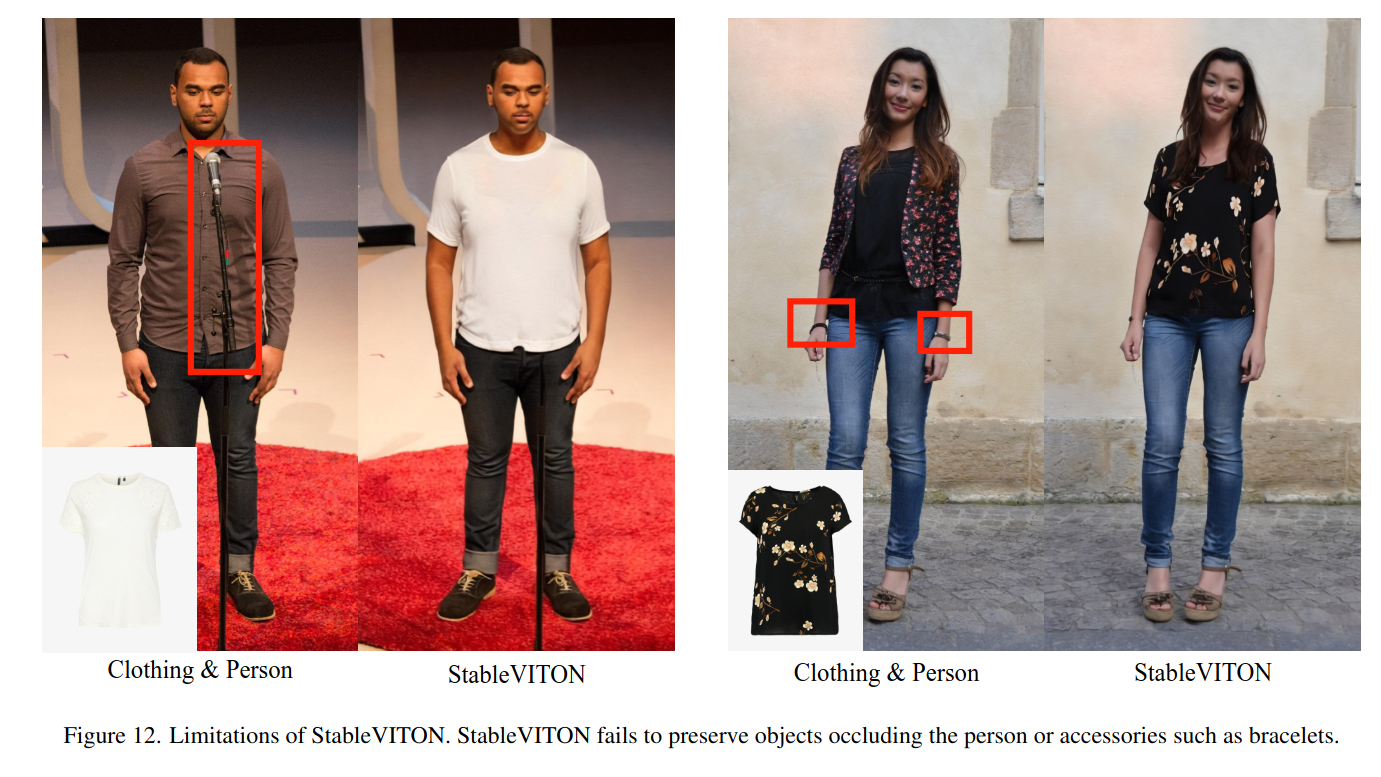 Clothing & Person
StableVITON
Clothing & Person
StableVITON
Figure 12. Limitations of StableVITON. StableVITON fails to preserve objects occluding the person or accessories such as bracelets.